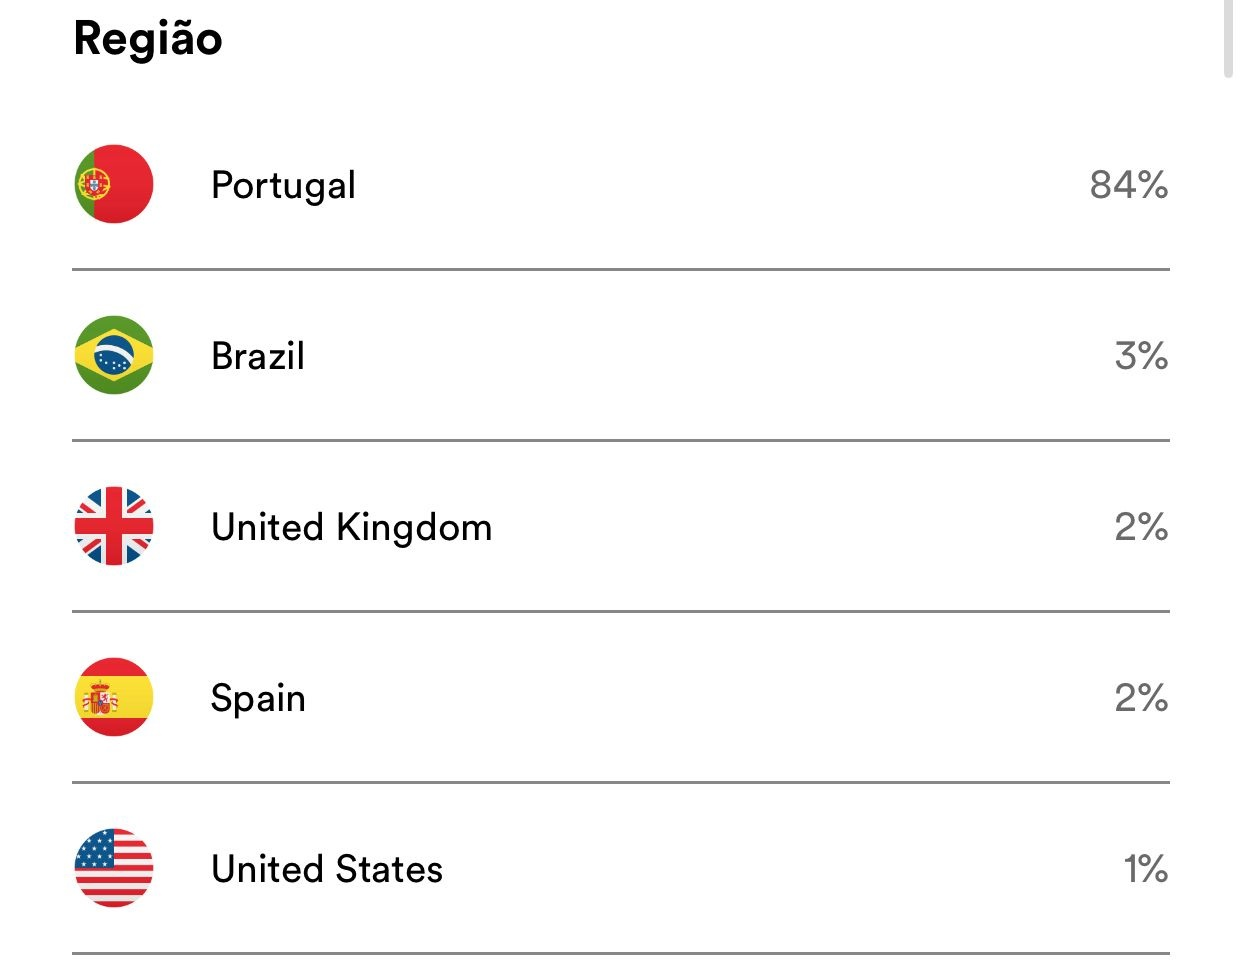 Região
Portugal 84%
Brazil 3%
United Kingdom 2%
Spain 2%
United States 1%